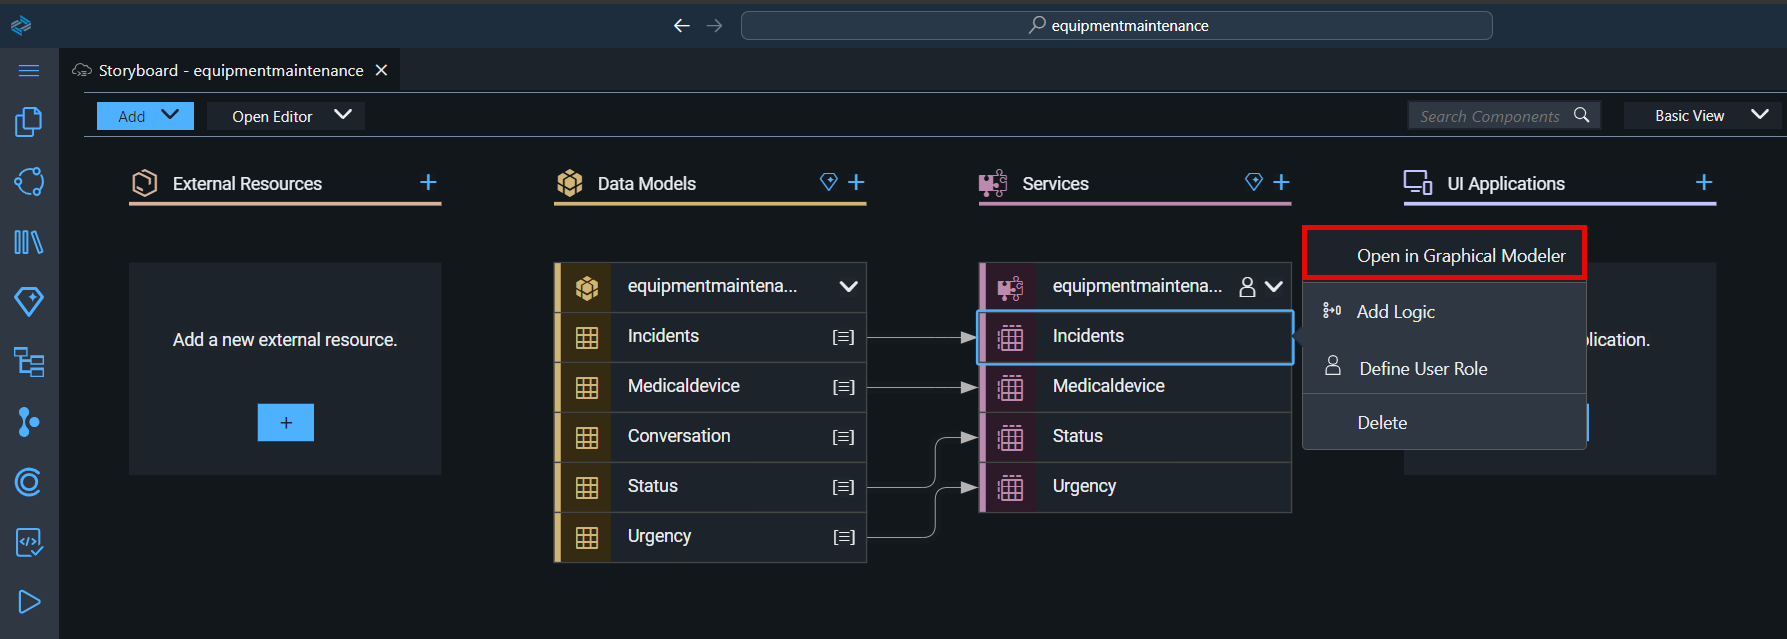 equipmentmaintenance
Storyboard - equipmentmaintenance
Add
Open Editor
Search Components
Basic View
External Resources
Data Models
Services
UI Applications
Add a new external resource.
+
equipmentmaintena...
Incidents
Medicaldevice
Conversation
Status
Urgency
equipmentmaintena...
Incidents
Medicaldevice
Status
Urgency
Open in Graphical Modeler
Add Logic
Define User Role
Delete
plication.